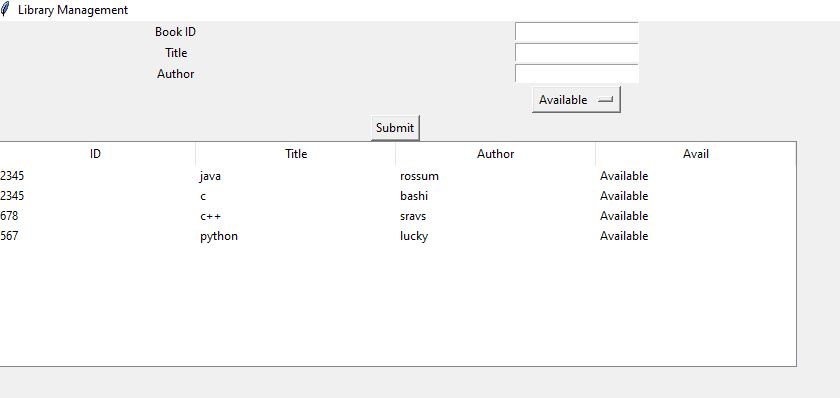 Library Management
Book ID
Title
Author
Available
Submit
ID Title Author Avail
2345 java rossum Available
2345 c bashi Available
678 c++ sravs Available
567 python lucky Available